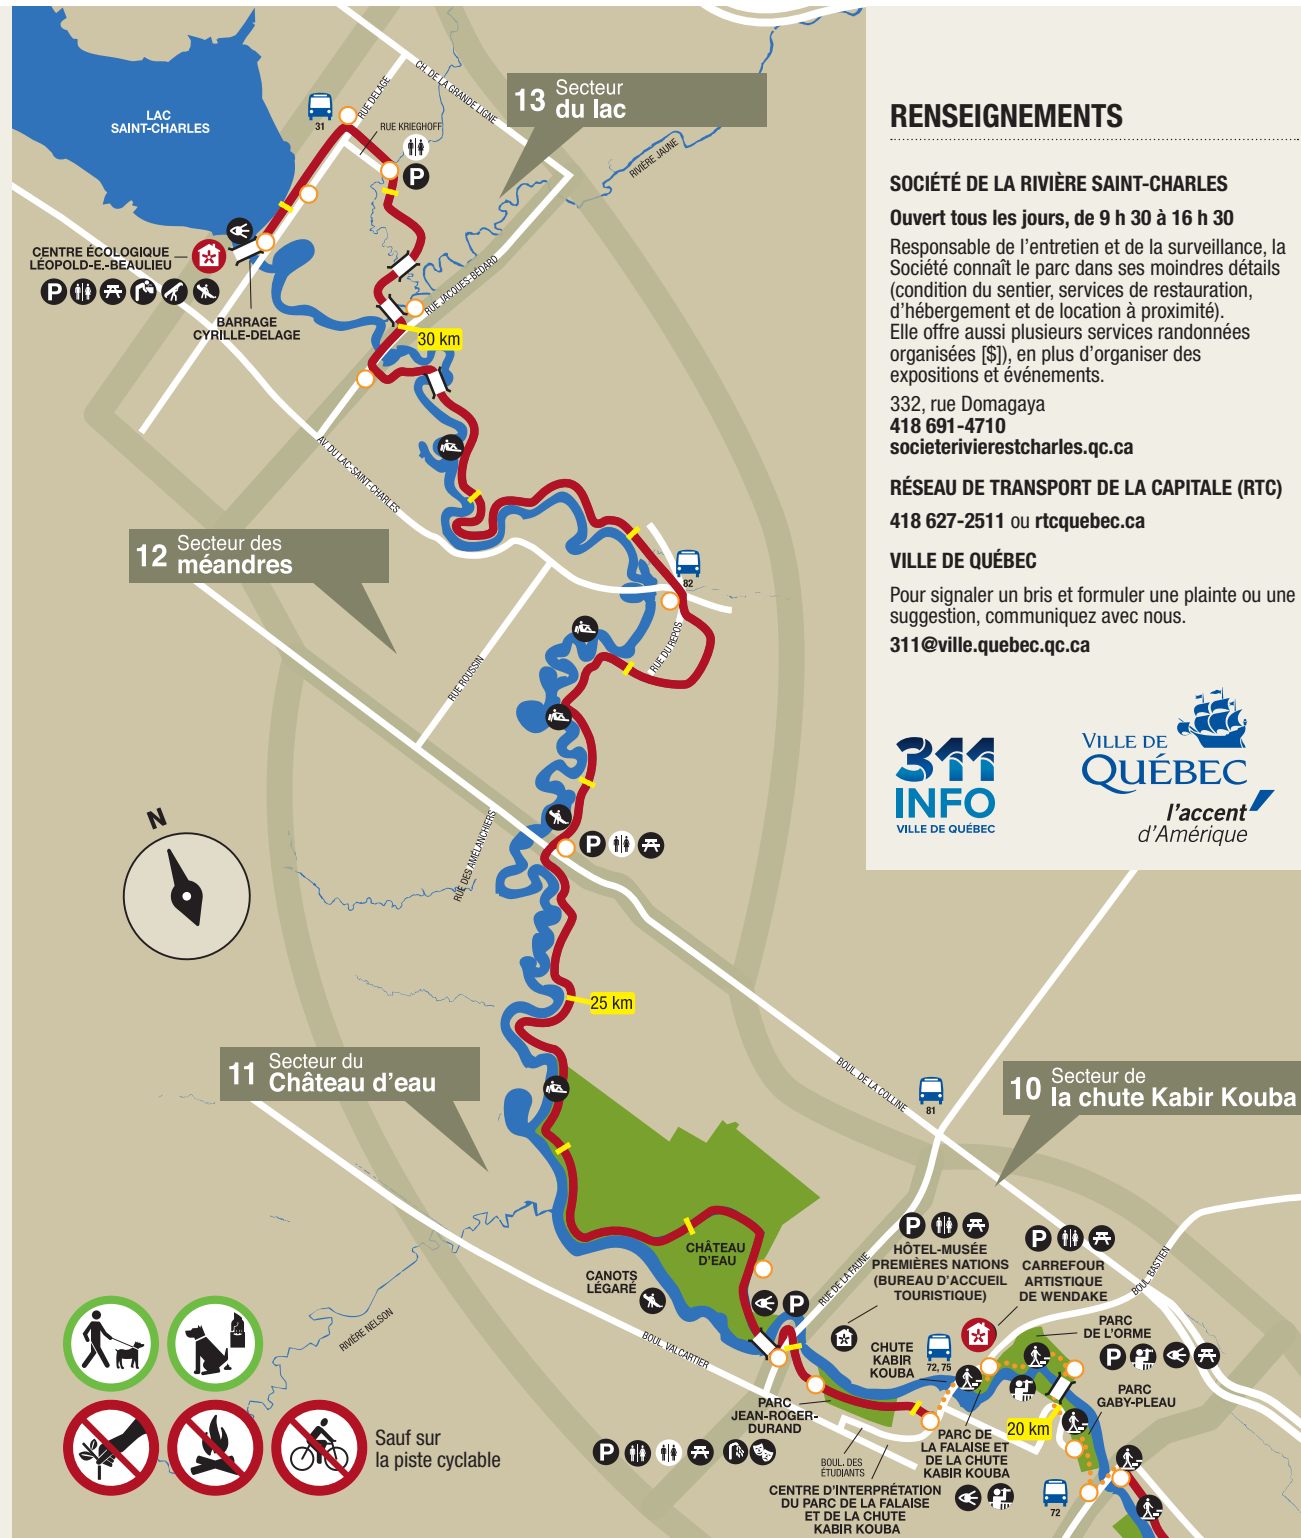 LAC
SAINT-CHARLES
31
RUE DELAGE
CH. DE LA GRANDE LIGNE
RUE KRIEGHOFF
P
13 Secteur
du lac
RIVIÈRE JAUNE
CENTRE ÉCOLOGIQUE
LÉOPOLD-E.-BEAULIEU
P
BARRAGE
CYRILLE-DELAGE
RUE JACQUES-BÉDARD
30 km
AV. DU LAC-SAINT-CHARLES
12 Secteur des
méandres
82
RUE DU REPOS
RUE ROUSSIN
N
RUE DES AMÉLANCHIERS
P
25 km
11 Secteur du
Château d'eau
BOUL. DE LA COLLINE
81
10 Secteur de
la chute Kabir Kouba
CHÂTEAU
D'EAU
CANOTS
LÉGARÉ
RIVIÈRE NELSON
BOUL. VALCARTIER
P
RUE DE LA FAUNE
P
HÔTEL-MUSÉE
PREMIÈRES NATIONS
(BUREAU D'ACCUEIL
TOURISTIQUE)
P
CARREFOUR
ARTISTIQUE
DE WENDAKE
BOUL. BASTIEN
CHUTE
KABIR
KOUBA
72, 75
PARC
DE L'ORME
P
PARC
GABY-PLEAU
20 km
PARC
JEAN-ROGER-
DURAND
P
BOUL. DES
ÉTUDIANTS
PARC DE
LA FALAISE ET
DE LA CHUTE
KABIR KOUBA
CENTRE D'INTERPRÉTATION
DU PARC DE LA FALAISE
ET DE LA CHUTE
KABIR KOUBA
72
Sauf sur
la piste cyclable
RENSEIGNEMENTS
SOCIÉTÉ DE LA RIVIÈRE SAINT-CHARLES
Ouvert tous les jours, de 9 h 30 à 16 h 30
Responsable de l'entretien et de la surveillance, la
Société connaît le parc dans ses moindres détails
(condition du sentier, services de restauration,
d'hébergement et de location à proximité).
Elle offre aussi plusieurs services randonnées
organisées [$]), en plus d'organiser des
expositions et événements.
332, rue Domagaya
418 691-4710
societerivierestcharles.qc.ca
RÉSEAU DE TRANSPORT DE LA CAPITALE (RTC)
418 627-2511 ou rtcquebec.ca
VILLE DE QUÉBEC
Pour signaler un bris et formuler une plainte ou une
suggestion, communiquez avec nous.
311@ville.quebec.qc.ca
311
INFO
VILLE DE QUÉBEC
VILLE DE
QUÉBEC
l'accent
d'Amérique